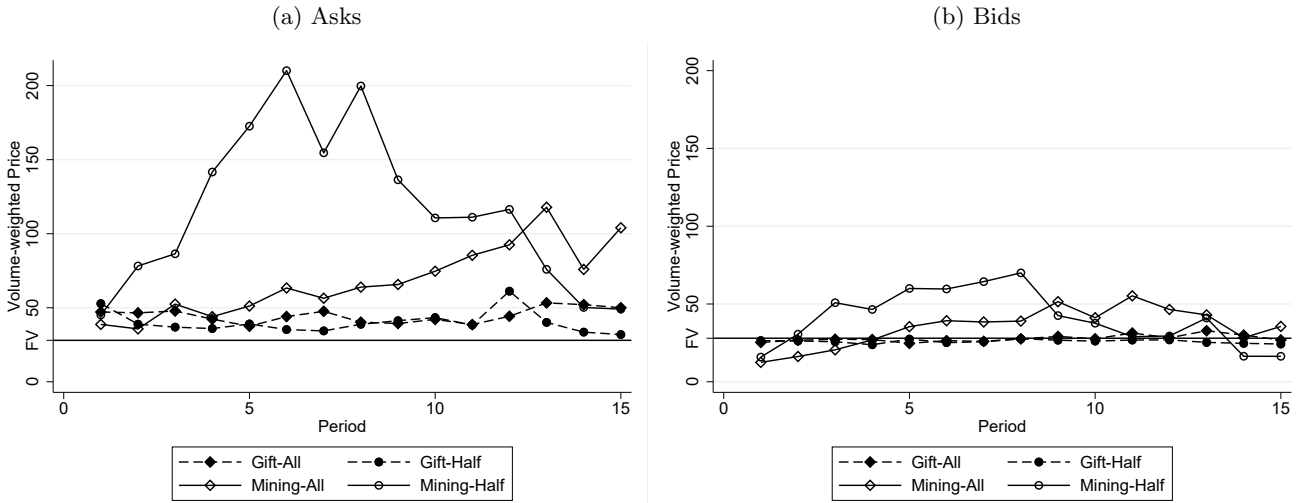 (a) Asks
Volume-weighted Price
200
150
100
50
FV
0
0 5 10 15
Period
Gift-All Gift-Half
Mining-All Mining-Half
(b) Bids
Volume-weighted Price
200
150
100
50
FV
0
0 5 10 15
Period
Gift-All Gift-Half
Mining-All Mining-Half